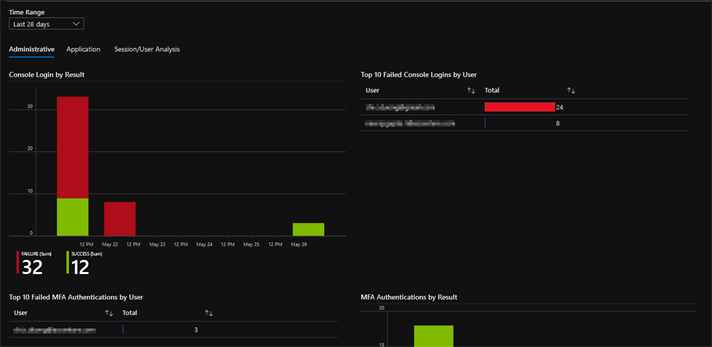 Time Range
Last 28 days
Administrative Application Session/User Analysis
Console Login by Result
30
20
10
0
12 PM May 22 12 PM May 23 12 PM May 24 12 PM May 25 12 PM May 26
FAILURE (Sum) SUCCESS (Sum)
32 12
Top 10 Failed Console Logins by User
User Total
24
8
Top 10 Failed MFA Authentications by User
User Total
3
MFA Authentications by Result
20
15